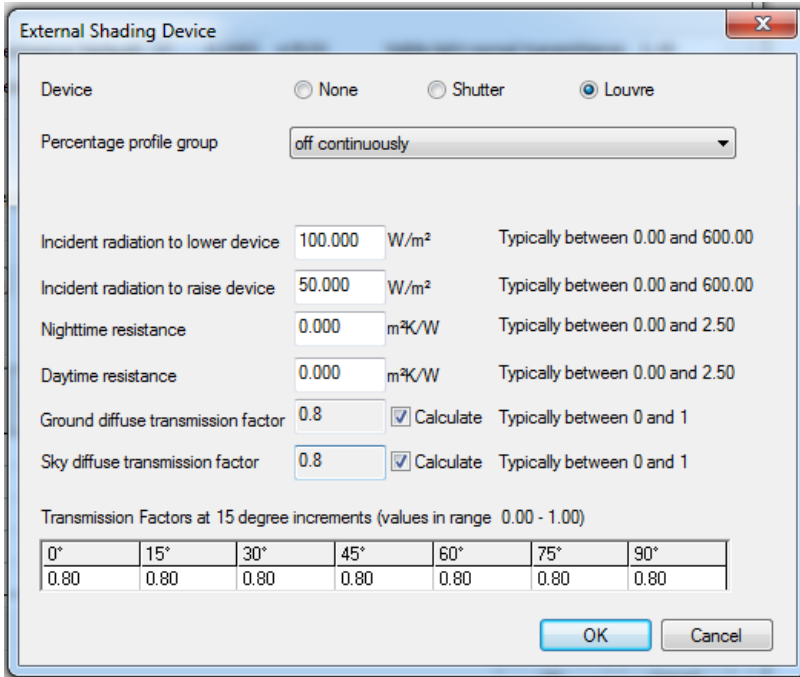 External Shading Device
Device None Shutter Louvre
Percentage profile group off continuously
Incident radiation to lower device 100.000 W/m² Typically between 0.00 and 600.00
Incident radiation to raise device 50.000 W/m² Typically between 0.00 and 600.00
Nighttime resistance 0.000 m²K/W Typically between 0.00 and 2.50
Daytime resistance 0.000 m²K/W Typically between 0.00 and 2.50
Ground diffuse transmission factor 0.8 Calculate Typically between 0 and 1
Sky diffuse transmission factor 0.8 Calculate Typically between 0 and 1
Transmission Factors at 15 degree increments (values in range 0.00 - 1.00)
0° 15° 30° 45° 60° 75° 90°
0.80 0.80 0.80 0.80 0.80 0.80 0.80
OK Cancel